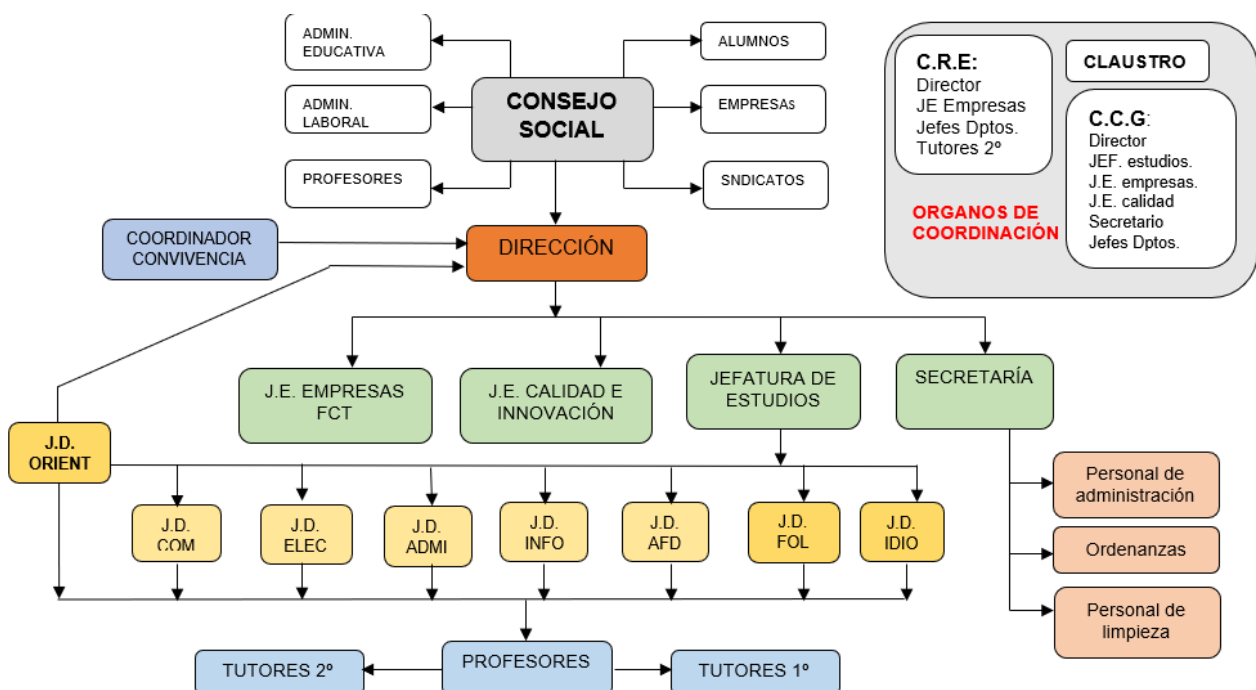 ADMIN.
EDUCATIVA
ADMIN.
LABORAL
PROFESORES
CONSEJO
SOCIAL
ALUMNOS
EMPRESAs
SNDICATOS
C.R.E:
Director
JE Empresas
Jefes Dptos.
Tutores 2º
CLAUSTRO
C.C.G:
Director
JEF. estudios.
J.E. empresas.
J.E. calidad
Secretario
Jefes Dptos.
ORGANOS DE
COORDINACIÓN
COORDINADOR
CONVIVENCIA
DIRECCIÓN
J.E. EMPRESAS
FCT
J.E. CALIDAD E
INNOVACIÓN
JEFATURA DE
ESTUDIOS
SECRETARÍA
J.D.
ORIENT
J.D.
COM
J.D.
ELEC
J.D.
ADMI
J.D.
INFO
J.D.
AFD
J.D.
FOL
J.D.
IDIO
Personal de
administración
Ordenanzas
Personal de
limpieza
TUTORES 2º
PROFESORES
TUTORES 1º